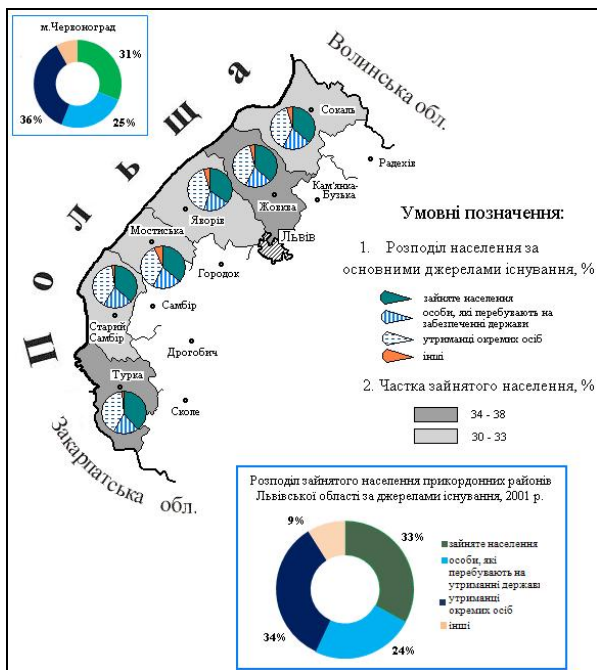 м.Червоноград
31%
36%
25%
Польща
Волинська обл.
Сокаль
Радехів
Кам'янка-
Бузька
Жовква
Яворів
Львів
Мостиська
Городок
Самбір
Старий
Самбір
Дрогобич
Турка
Сколе
Закарпатська обл.
Умовні позначення:
1. Розподіл населення за
основними джерелами існування, %
зайняте населення
особи, які перебувають на
забезпеченні держави
утриманці окремих осіб
інші
2. Частка зайнятого населення, %
34 - 38
30 - 33
Розподіл зайнятого населення прикордонних районів
Львівської області за джерелами існування, 2001 р.
9%
33%
34%
24%
зайняте населення
особи, які
перебувають на
утриманні держави
утриманці
окремих осіб
інші